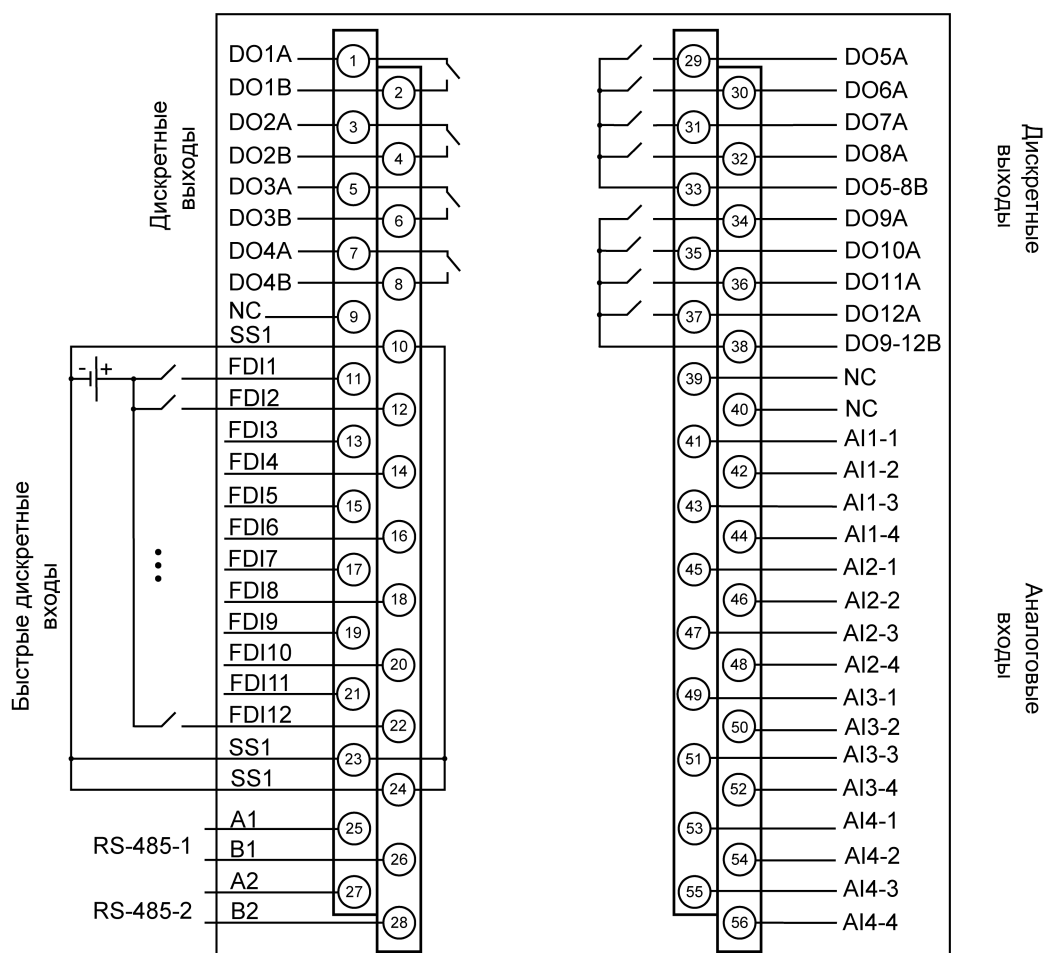 Дискретные
выходы
DO1A 1
DO1B 2
DO2A 3
DO2B 4
DO3A 5
DO3B 6
DO4A 7
DO4B 8
NC 9
SS1 10
- +
FDI1 11
FDI2 12
FDI3 13
FDI4 14
FDI5 15
FDI6 16
FDI7 17
FDI8 18
FDI9 19
FDI10 20
FDI11 21
FDI12 22
SS1 23
SS1 24
Быстрые дискретные
входы
RS-485-1
A1 25
B1 26
RS-485-2
A2 27
B2 28
29 DO5A
30 DO6A
31 DO7A
32 DO8A
33 DO5-8B
34 DO9A
35 DO10A
36 DO11A
37 DO12A
38 DO9-12B
Дискретные
выходы
39 NC
40 NC
41 AI1-1
42 AI1-2
43 AI1-3
44 AI1-4
45 AI2-1
46 AI2-2
47 AI2-3
48 AI2-4
49 AI3-1
50 AI3-2
51 AI3-3
52 AI3-4
53 AI4-1
54 AI4-2
55 AI4-3
56 AI4-4
Аналоговые
входы